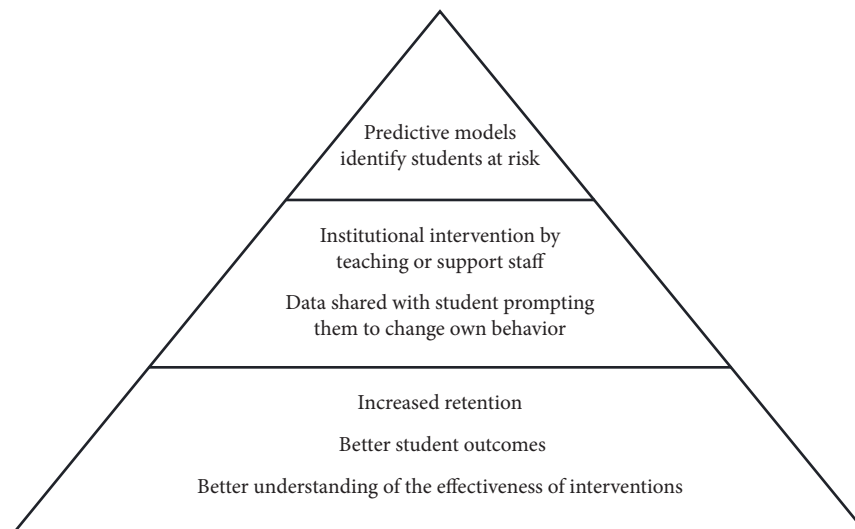 Predictive models
identify students at risk
Institutional intervention by
teaching or support staff
Data shared with student prompting
them to change own behavior
Increased retention
Better student outcomes
Better understanding of the effectiveness of interventions